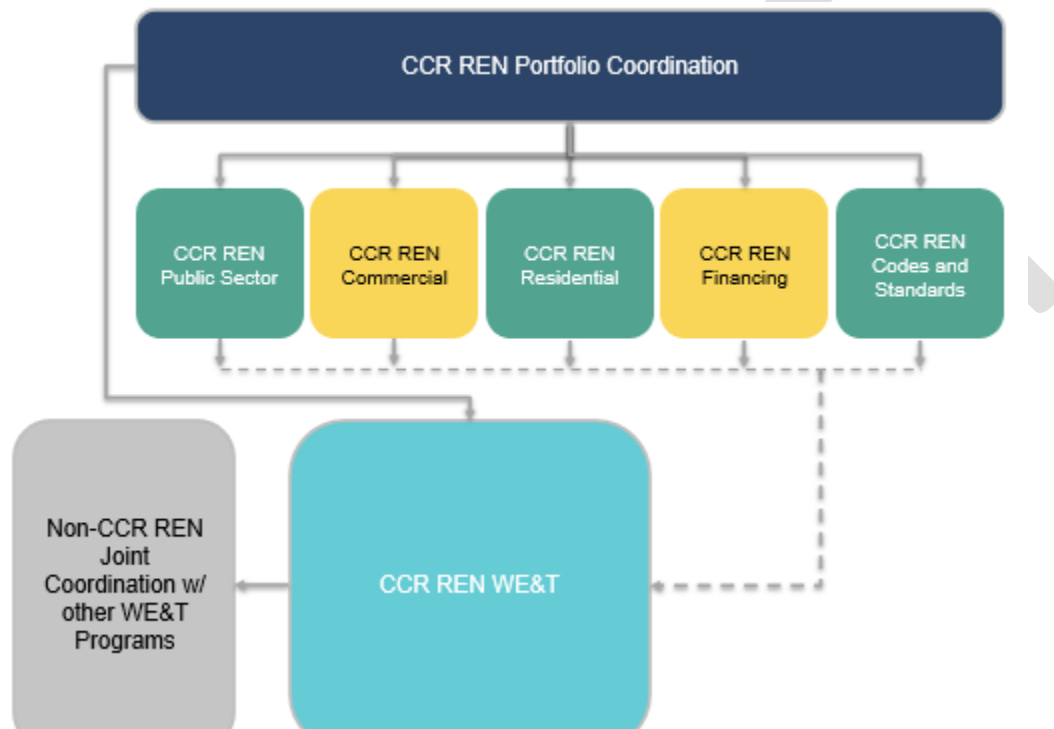 CCR REN Portfolio Coordination
CCR REN
Public Sector
CCR REN
Commercial
CCR REN
Residential
CCR REN
Financing
CCR REN
Codes and
Standards
Non-CCR REN
Joint
Coordination w/
other WE&T
Programs
CCR REN WE&T